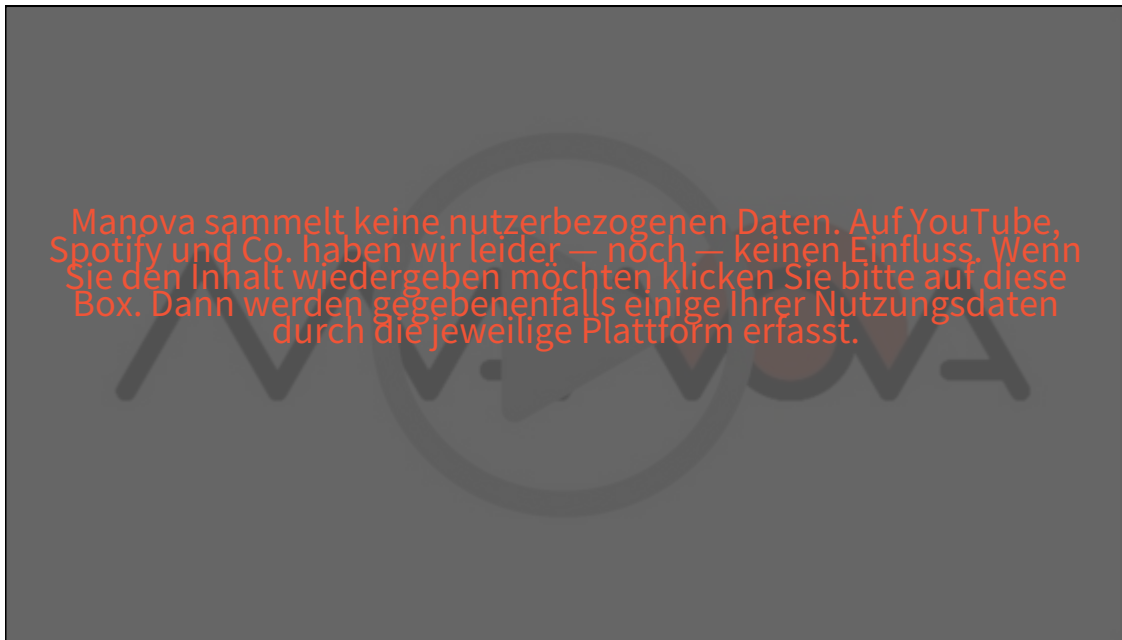 Manova sammelt keine nutzerbezogenen Daten. Auf YouTube,
Spotify und Co. haben wir leider — noch — keinen Einfluss. Wenn
Sie den Inhalt wiedergeben möchten klicken Sie bitte auf diese
Box. Dann werden gegebenenfalls einige Ihrer Nutzungsdaten
durch die jeweilige Plattform erfasst.
MANOVA